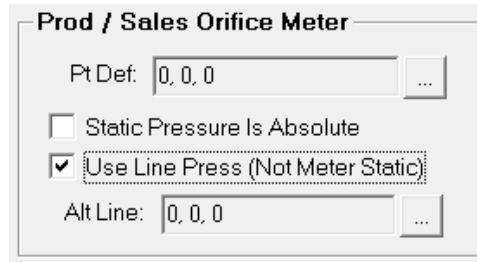 Prod / Sales Orifice Meter
Pt Def: 0, 0, 0 ...
Static Pressure Is Absolute
Use Line Press (Not Meter Static)
Alt Line: 0, 0, 0 ...